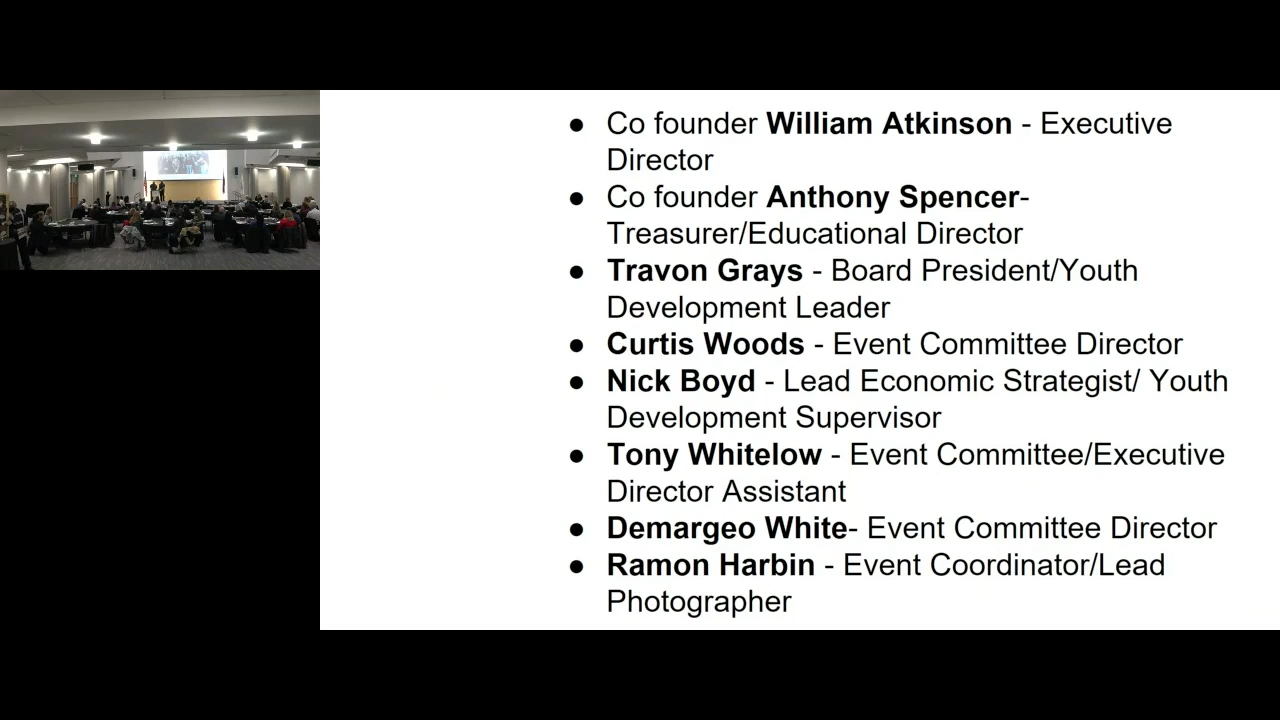 ● Co founder William Atkinson - Executive
Director
● Co founder Anthony Spencer-
Treasurer/Educational Director
● Travon Grays - Board President/Youth
Development Leader
● Curtis Woods - Event Committee Director
● Nick Boyd - Lead Economic Strategist/ Youth
Development Supervisor
● Tony Whitelow - Event Committee/Executive
Director Assistant
● Demargeo White- Event Committee Director
● Ramon Harbin - Event Coordinator/Lead
Photographer